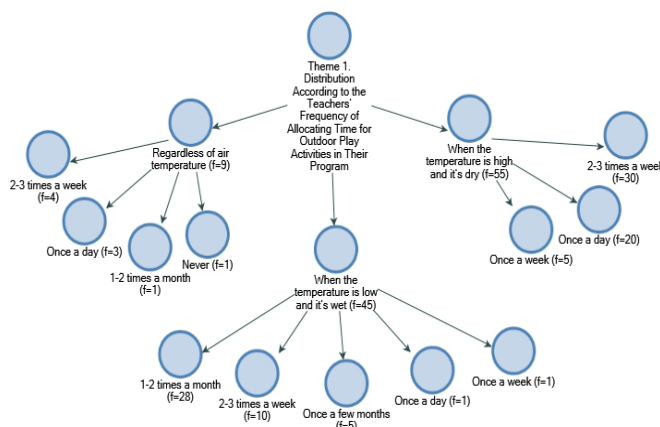 Theme 1.
Distribution
According to the
Teachers'
Frequency of
Allocating Time for
Outdoor Play
Activities in Their
Program
Regardless of air
temperature (f=9)
2-3 times a week
(f=4)
Once a day (f=3)
1-2 times a month
(f=1)
Never (f=1)
When the
temperature is high
and it's dry (f=55)
2-3 times a week
(f=30)
Once a day (f=20)
Once a week (f=5)
When the
temperature is low
and it's wet (f=45)
1-2 times a month
(f=28)
2-3 times a week
(f=10)
Once a few months
(f=5)
Once a day (f=1)
Once a week (f=1)